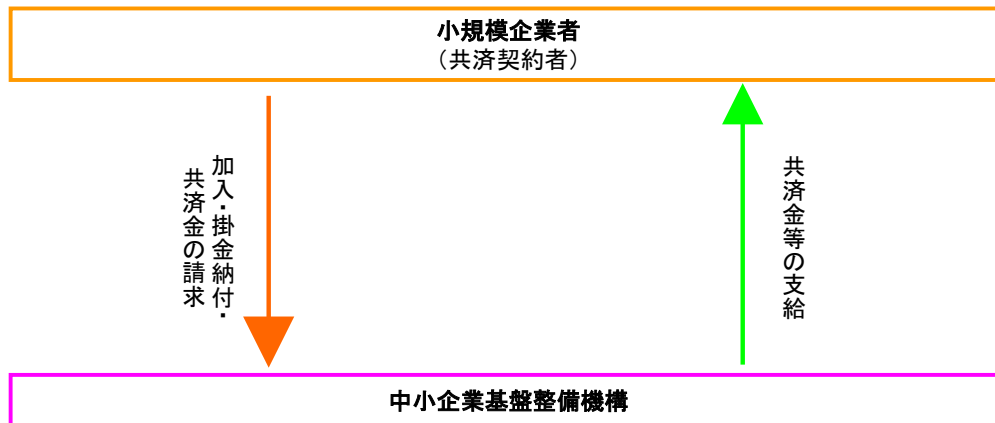 小規模企業者
（共済契約者）
加入・掛金納付・
共済金の請求
共済金等の支給
中小企業基盤整備機構